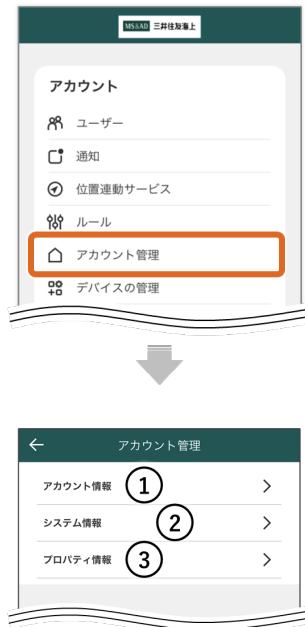 MS&AD 三井住友海上
アカウント
ユーザー
通知
位置連動サービス
ルール
アカウント管理
デバイスの管理
アカウント管理
アカウント情報 1
システム情報 2
プロパティ情報 3